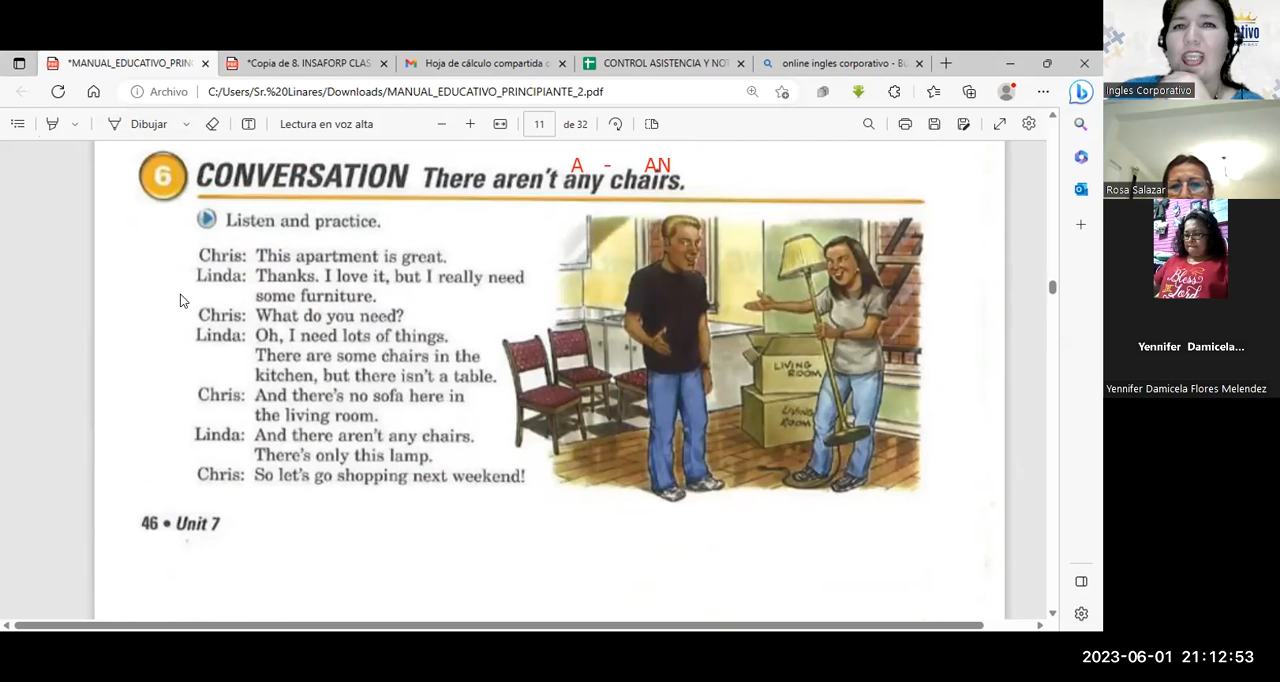 *MANUAL_EDUCATIVO_PRIN
*Copia de 8. INSAFORP CLAS
Hoja de cálculo compartida
CONTROL ASISTENCIA Y NOT
online ingles corporativo - B
Archivo
C:/Users/Sr.%20Linares/Downloads/MANUAL_EDUCATIVO_PRINCIPIANTE_2.pdf
Dibujar
Lectura en voz alta
11
de 32
A - AN
6 CONVERSATION There aren't any chairs.
Listen and practice.
Chris: This apartment is great.
Linda: Thanks. I love it, but I really need
some furniture.
Chris: What do you need?
Linda: Oh, I need lots of things.
There are some chairs in the
kitchen, but there isn't a table.
Chris: And there's no sofa here in
the living room.
Linda: And there aren't any chairs.
There's only this lamp.
Chris: So let's go shopping next weekend!
LIVING
ROOM
LIVING
ROOM
46 • Unit 7
Ingles Corporativo
Rosa Salazar
Bless
Lord
Yennifer Damicela...
Yennifer Damicela Flores Melendez
2023-06-01 21:12:53